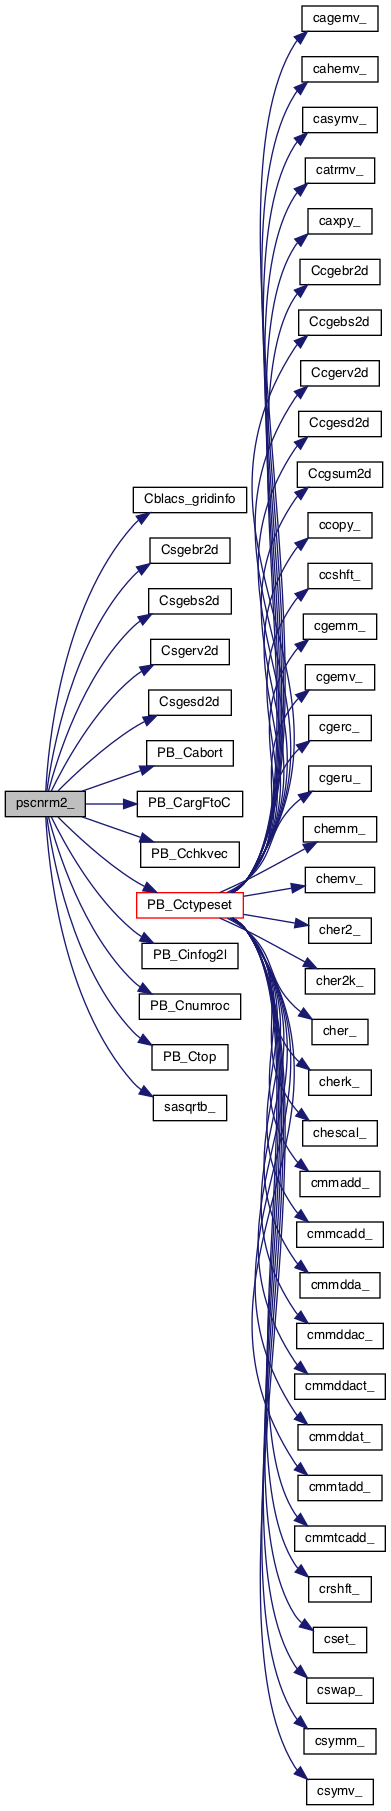 pscnrm2_
Cblacs_gridinfo
Csgebr2d
Csgebs2d
Csgerv2d
Csgesd2d
PB_Cabort
PB_CargFtoC
PB_Cchkvec
PB_Cctypeset
PB_Cinfog2l
PB_Cnumroc
PB_Ctop
sasqrtb_
cagemv_
cahemv_
casymv_
catrmv_
caxpy_
Ccgebr2d
Ccgebs2d
Ccgerv2d
Ccgesd2d
Ccgsum2d
ccopy_
ccshft_
cgemm_
cgemv_
cgerc_
cgeru_
chemm_
chemv_
cher2_
cher2k_
cher_
cherk_
chescal_
cmmadd_
cmmcadd_
cmmdda_
cmmddac_
cmmddact_
cmmddat_
cmmtadd_
cmmtcadd_
crshft_
cset_
cswap_
csymm_
csymv_